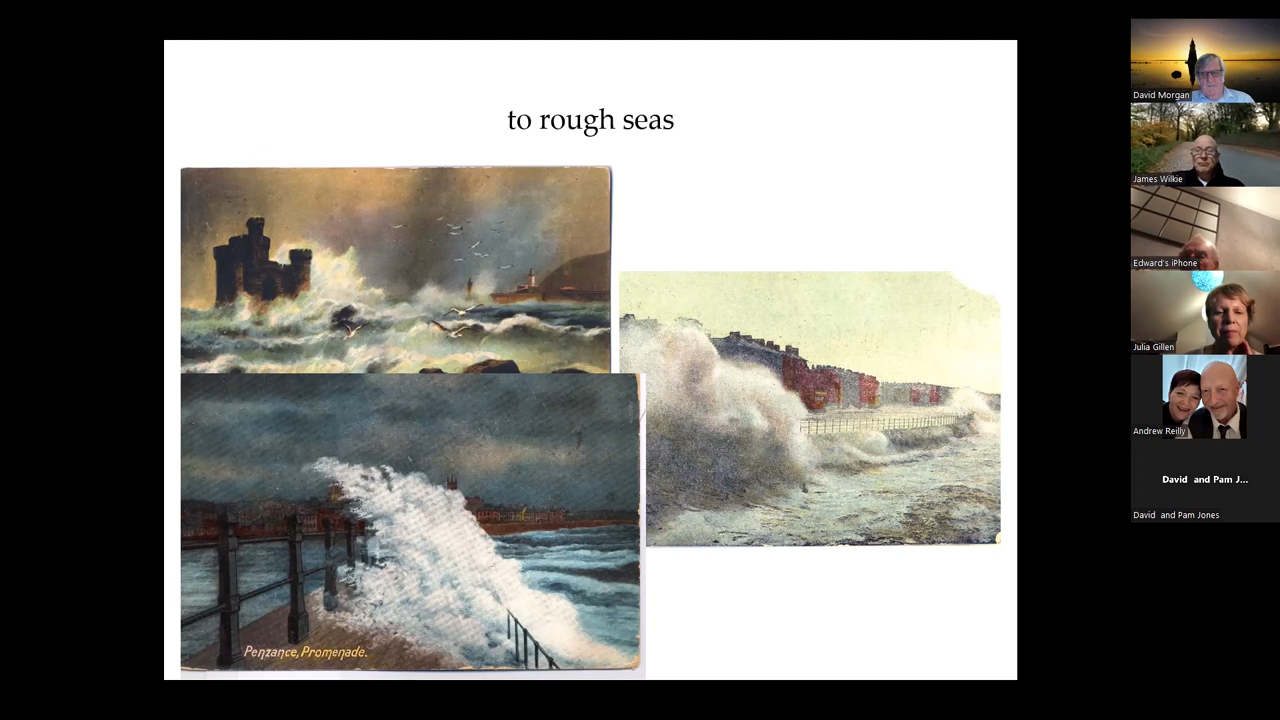 to rough seas
Penzance, Promenade.
David Morgan
James Wilkie
Edward's iPhone
Julia Gillen
Andrew Reilly
David and Pam J...
David and Pam Jones